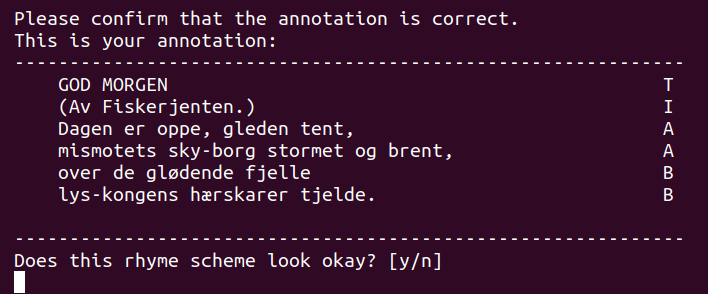 Please confirm that the annotation is correct.
This is your annotation:
-------------------------------------------------------------
GOD MORGEN T
(Av Fiskerjenten.) I
Dagen er oppe, gleden tent, A
mismotets sky-borg stormet og brent, A
over de glødende fjelle B
lys-kongens hærskarer tjelde. B
-------------------------------------------------------------
Does this rhyme scheme look okay? [y/n]